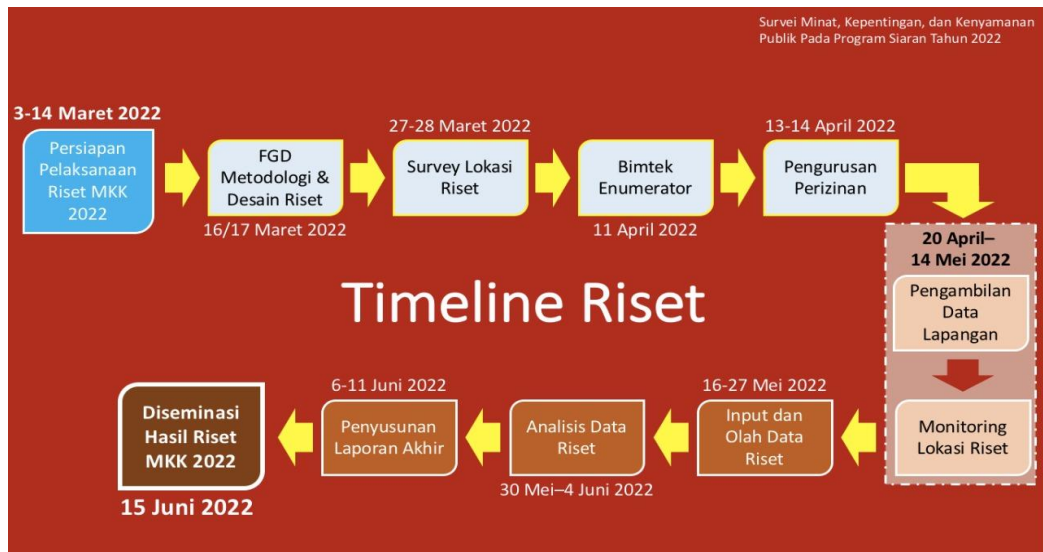 Survei Minat, Kepentingan, dan Kenyamanan
Publik Pada Program Siaran Tahun 2022
3-14 Maret 2022
Persiapan
Pelaksanaan
Riset MKK
2022
FGD
Metodologi &
Desain Riset
16/17 Maret 2022
27-28 Maret 2022
Survey Lokasi
Riset
Bimtek
Enumerator
11 April 2022
13-14 April 2022
Pengurusan
Perizinan
20 April–
14 Mei 2022
Pengambilan
Data
Lapangan
Monitoring
Lokasi Riset
Timeline Riset
16-27 Mei 2022
Input dan
Olah Data
Riset
Analisis Data
Riset
30 Mei–4 Juni 2022
6-11 Juni 2022
Penyusunan
Laporan Akhir
Diseminasi
Hasil Riset
MKK 2022
15 Juni 2022